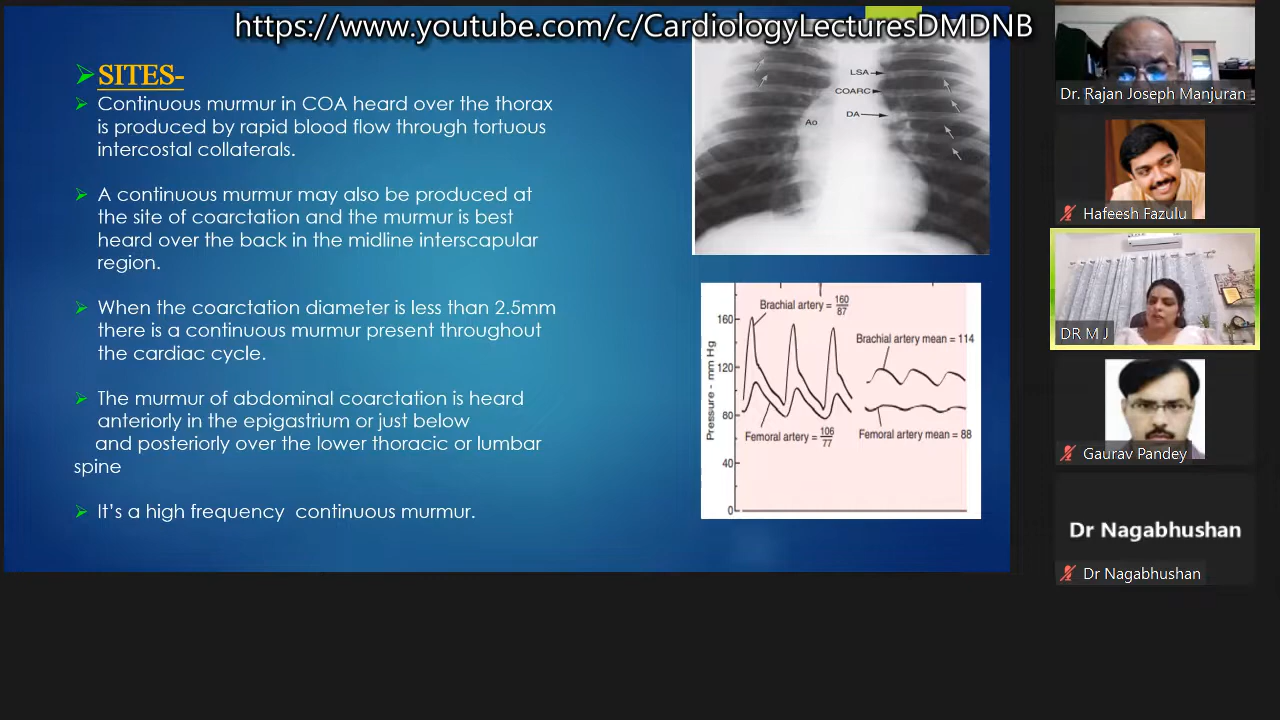 https://www.youtube.com/c/CardiologyLecturesDMDNB
SITES-
Continuous murmur in COA heard over the thorax
is produced by rapid blood flow through tortuous
intercostal collaterals.
A continuous murmur may also be produced at
the site of coarctation and the murmur is best
heard over the back in the midline interscapular
region.
When the coarctation diameter is less than 2.5mm
there is a continuous murmur present throughout
the cardiac cycle.
The murmur of abdominal coarctation is heard
anteriorly in the epigastrium or just below
and posteriorly over the lower thoracic or lumbar
spine
It's a high frequency continuous murmur.
LSA
COARC
DA
Ao
Pressure - mm Hg
160
120
80
40
0
Brachial artery = 160/87
Femoral artery = 106/77
Brachial artery mean = 114
Femoral artery mean = 88
Dr. Rajan Joseph Manjuran
Hafeesh Fazulu
DR M J
Gaurav Pandey
Dr Nagabhushan
Dr Nagabhushan